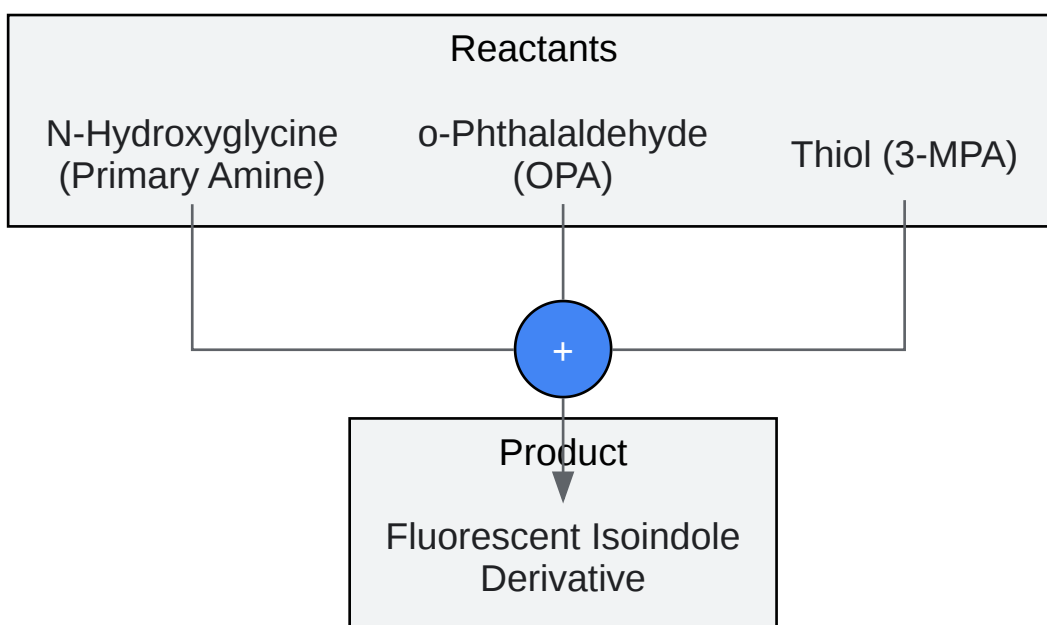 Reactants
N-Hydroxyglycine
(Primary Amine)
o-Phthalaldehyde
(OPA)
Thiol (3-MPA)
+
Product
Fluorescent Isoindole
Derivative